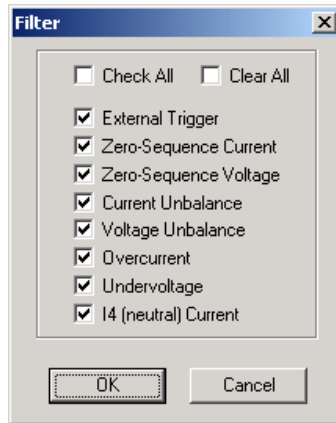 Filter
Check All Clear All
External Trigger
Zero-Sequence Current
Zero-Sequence Voltage
Current Unbalance
Voltage Unbalance
Overcurrent
Undervoltage
I4 (neutral) Current
OK Cancel